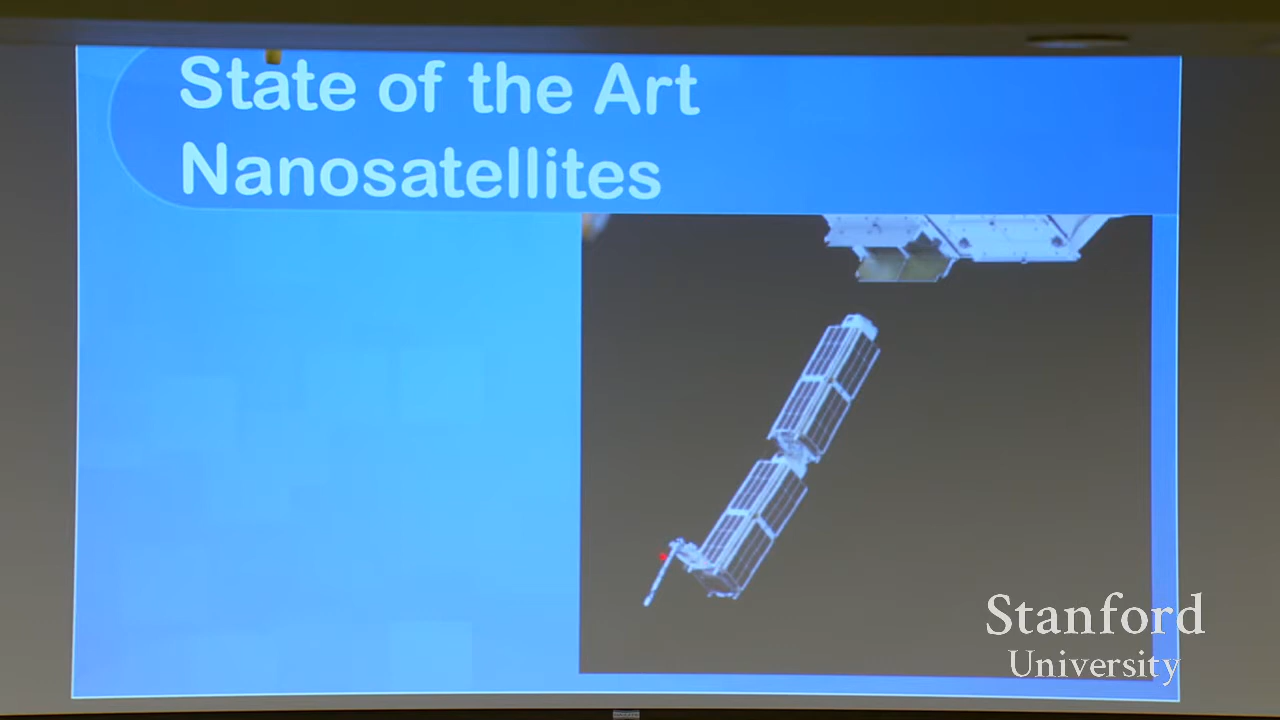 State of the Art
Nanosatellites
Stanford
University